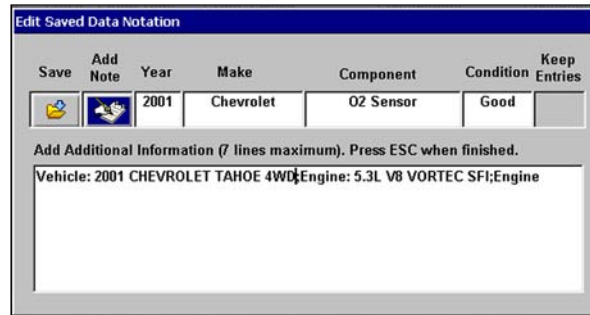 Edit Saved Data Notation
Save Add Note Year Make Component Condition Keep Entries
2001 Chevrolet O2 Sensor Good
Add Additional Information (7 lines maximum). Press ESC when finished.
Vehicle: 2001 CHEVROLET TAHOE 4WD;Engine: 5.3L V8 VORTEC SFI;Engine